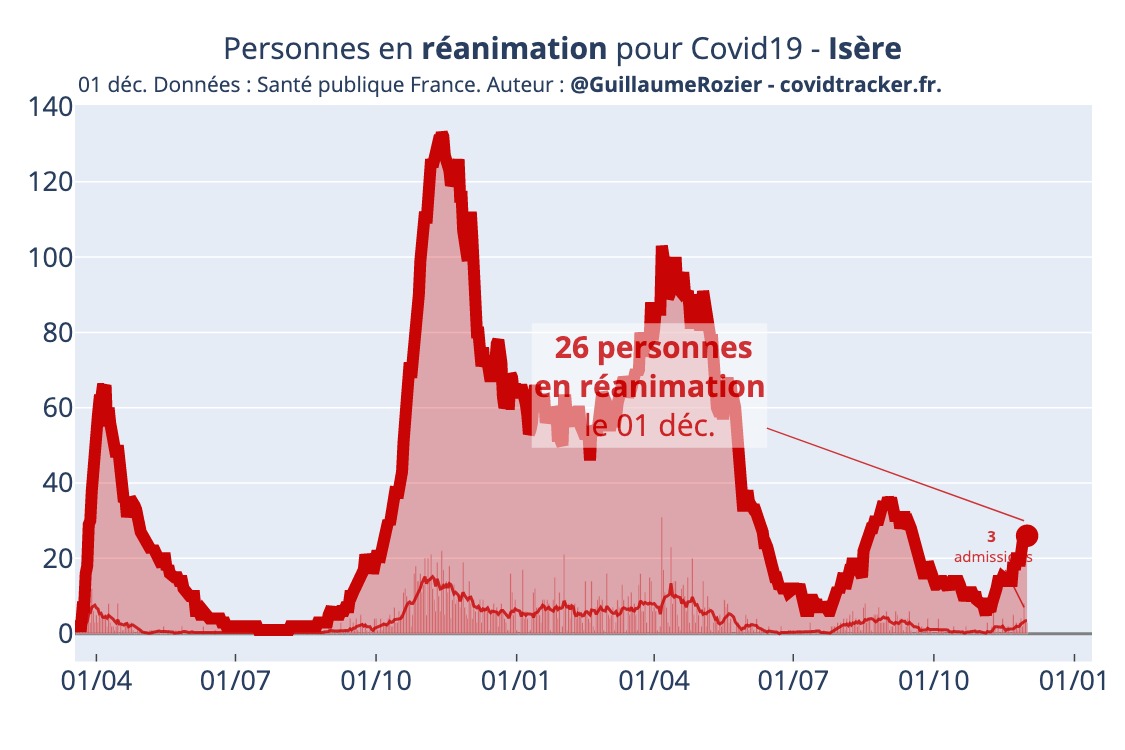 Personnes en réanimation pour Covid19 - Isère
01 déc. Données : Santé publique France. Auteur : @GuillaumeRozier - covidtracker.fr.
140
120
100
80
60
40
20
0
26 personnes
en réanimation
le 01 déc.
3
admissions
01/04
01/07
01/10
01/01
01/04
01/07
01/10
01/01